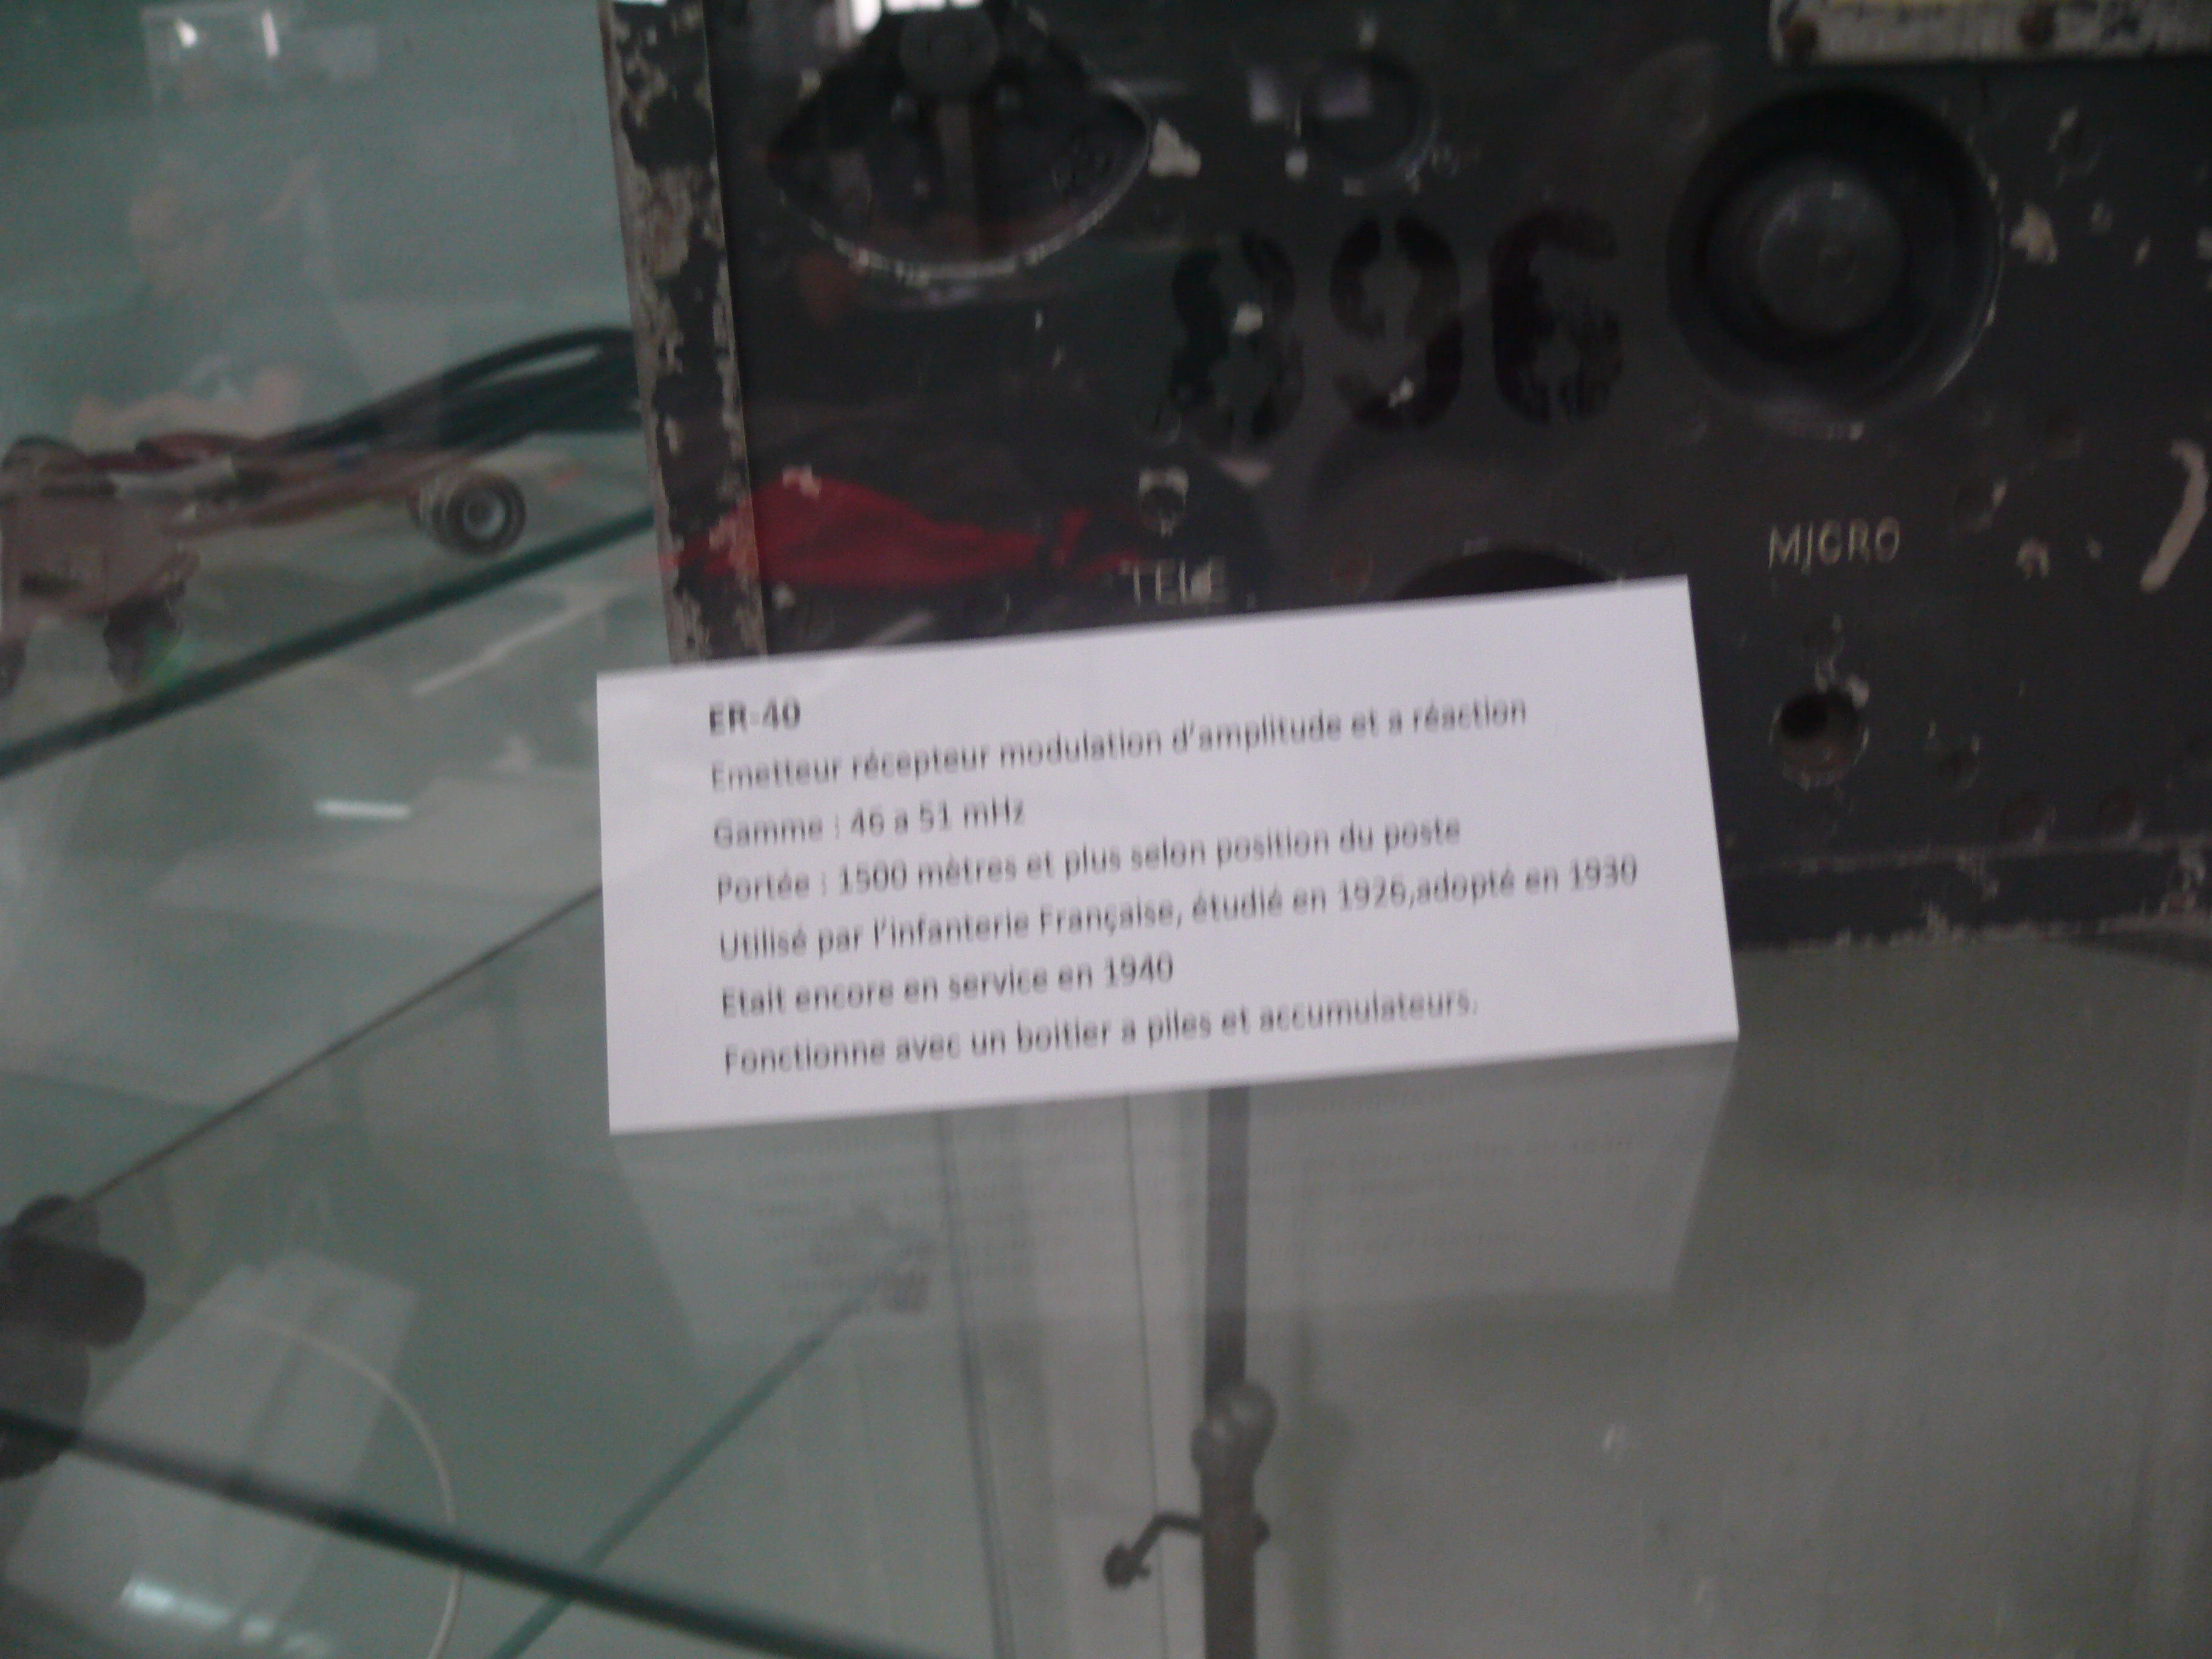 896
TELE
MICRO
ER-40
Emetteur récepteur modulation d'amplitude et a réaction
Gamme : 46 a 51 mHz
Portée : 1500 mètres et plus selon position du poste
Utilisé par l'infanterie Française, étudié en 1926,adopté en 1930
Etait encore en service en 1940
Fonctionne avec un boitier a piles et accumulateurs.